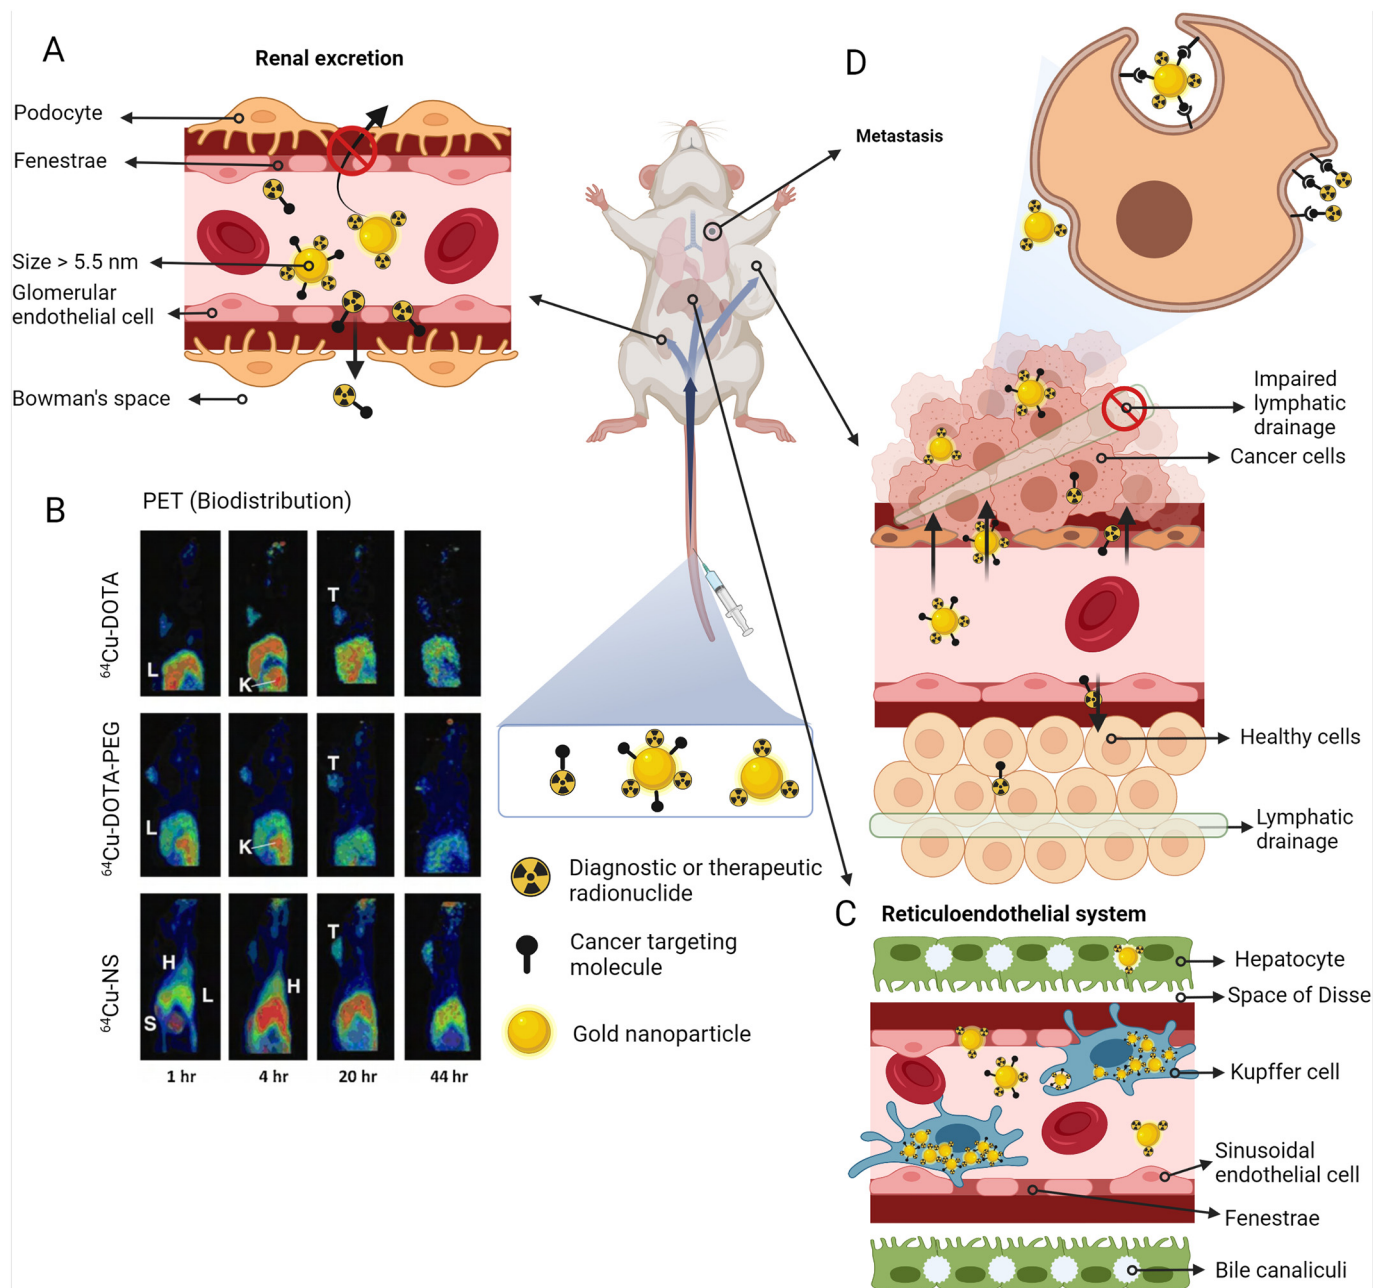 A
Renal excretion
Podocyte
Fenestrae
Size > 5.5 nm
Glomerular
endothelial cell
Bowman's space
B
PET (Biodistribution)
64Cu-DOTA
L
K
T
64Cu-DOTA-PEG
L
K
T
64Cu-NS
H
L
S
H
T
1 hr
4 hr
20 hr
44 hr
Metastasis
Diagnostic or therapeutic
radionuclide
Cancer targeting
molecule
Gold nanoparticle
D
Impaired
lymphatic
drainage
Cancer cells
Healthy cells
Lymphatic
drainage
C
Reticuloendothelial system
Hepatocyte
Space of Disse
Kupffer cell
Sinusoidal
endothelial cell
Fenestrae
Bile canaliculi